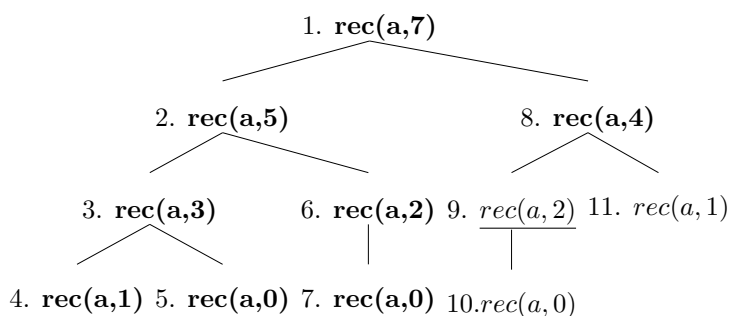 1. rec(a,7)
2. rec(a,5) 8. rec(a,4)
3. rec(a,3) 6. rec(a,2) 9. rec(a, 2) 11. rec(a, 1)
4. rec(a,1) 5. rec(a,0) 7. rec(a,0) 10.rec(a, 0)